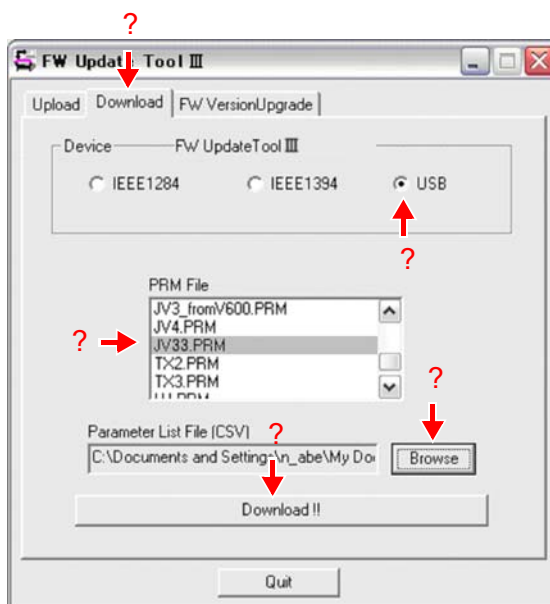 ?
FW Update Tool Ⅲ
Upload Download FW VersionUpgrade
Device FW UpdateTool Ⅲ
IEEE1284 IEEE1394 USB
?
PRM File
JV3_fromV600.PRM
JV4.PRM
? JV33.PRM
TX2.PRM
TX3.PRM
?
Parameter List File (CSV) ?
C:\Documents and Settings\n_abe\My Do Browse
Download !!
Quit